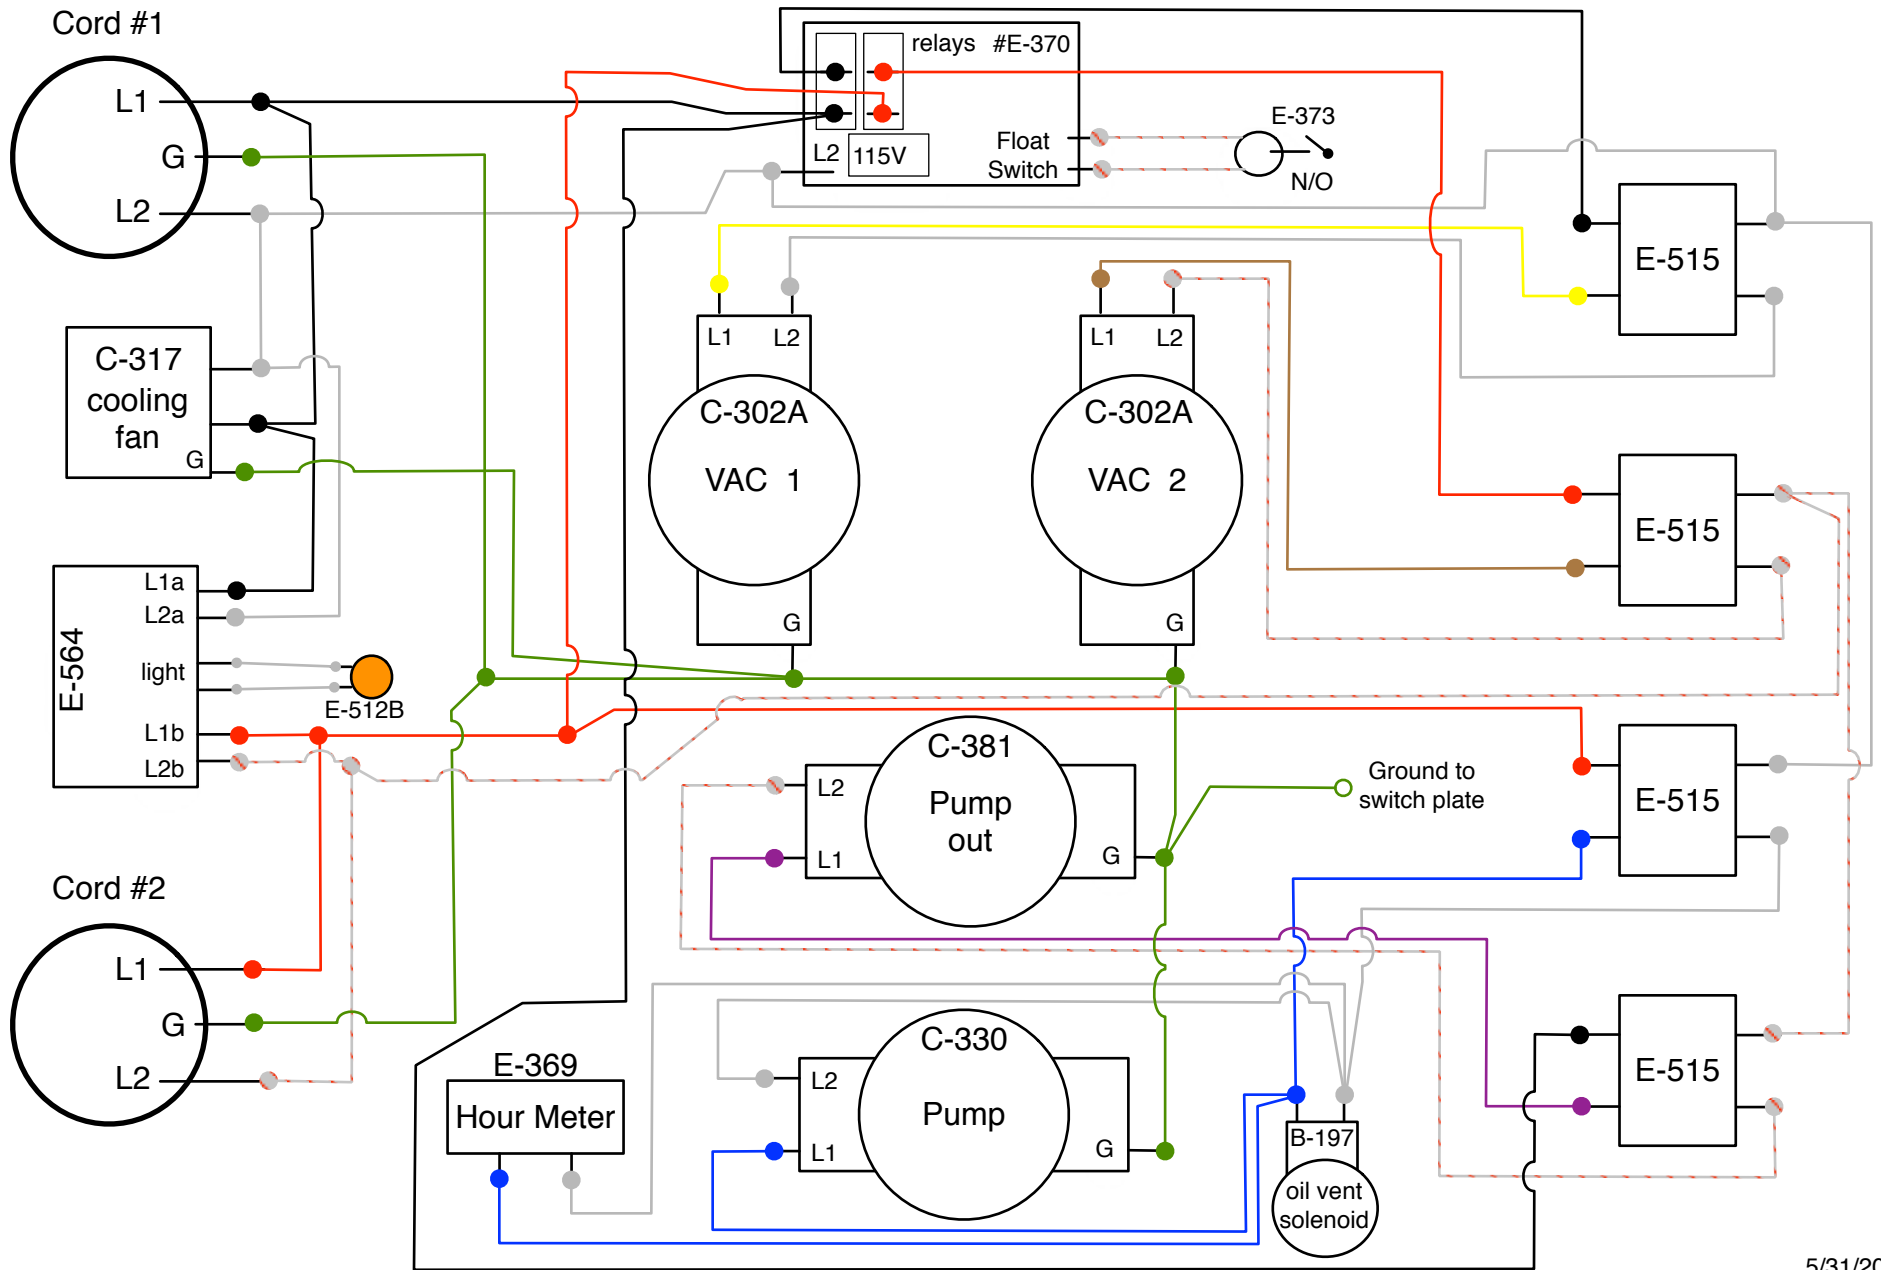 Cord #1
L1
G
L2
relays #E-370
L2
115V
Float
Switch
E-373
N/O
E-515
C-317
cooling
fan
G
L1 L2
C-302A
VAC 1
G
L1 L2
C-302A
VAC 2
G
E-515
E-564
L1a
L2a
light
L1b
L2b
E-512B
C-381
Pump
out
L2
L1
G
Ground to
switch plate
E-515
Cord #2
L1
G
L2
E-369
Hour Meter
C-330
Pump
L2
L1
G
B-197
oil vent
solenoid
E-515
5/31/20